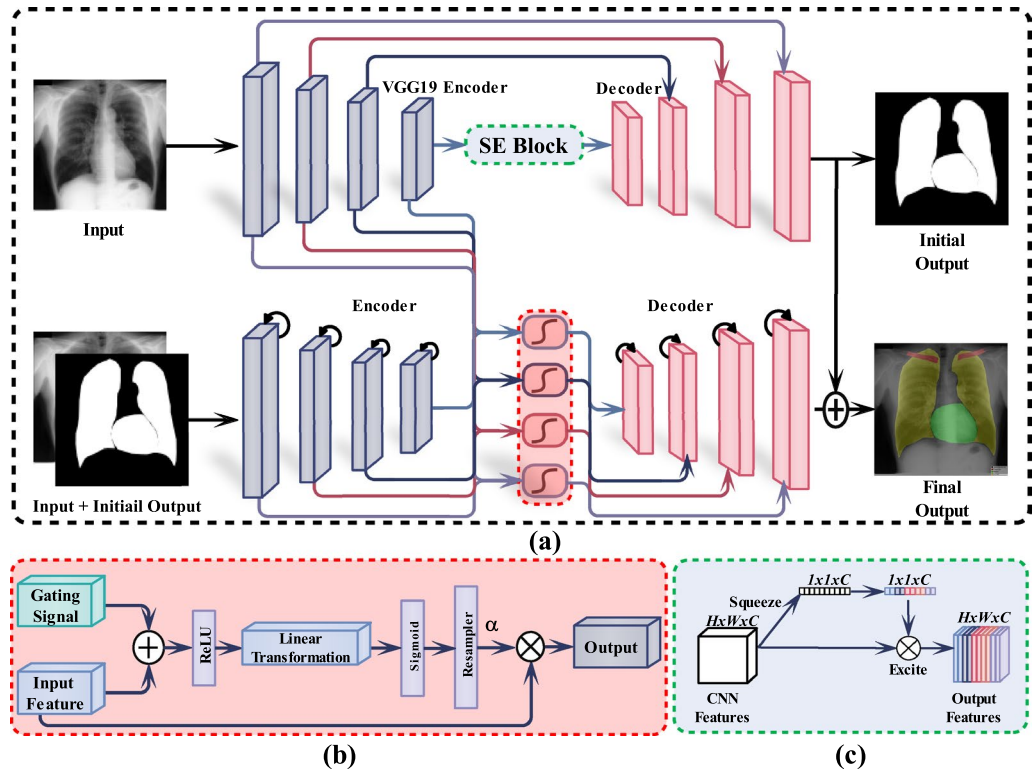 VGG19 Encoder
Decoder
SE Block
Input
Initial
Output
Encoder
Decoder
Input + Initiail Output
Final
Output
(a)
Gating
Signal
Input
Feature
ReLU
Linear
Transformation
Sigmoid
Resampler
α
Output
(b)
1x1xC
1x1xC
Squeeze
HxWxC
HxWxC
Excite
CNN
Features
Output
Features
(c)